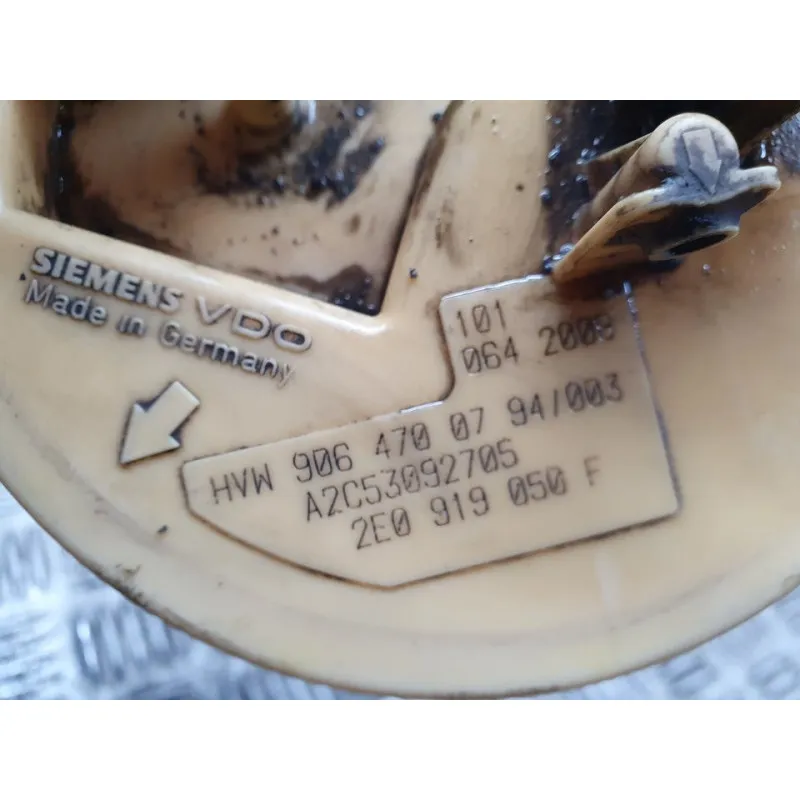 SIEMENS VDO
Made in Germany
101
064 2008
HVW 906 470 07 94/003
A2C53092705
2E0 919 050 F